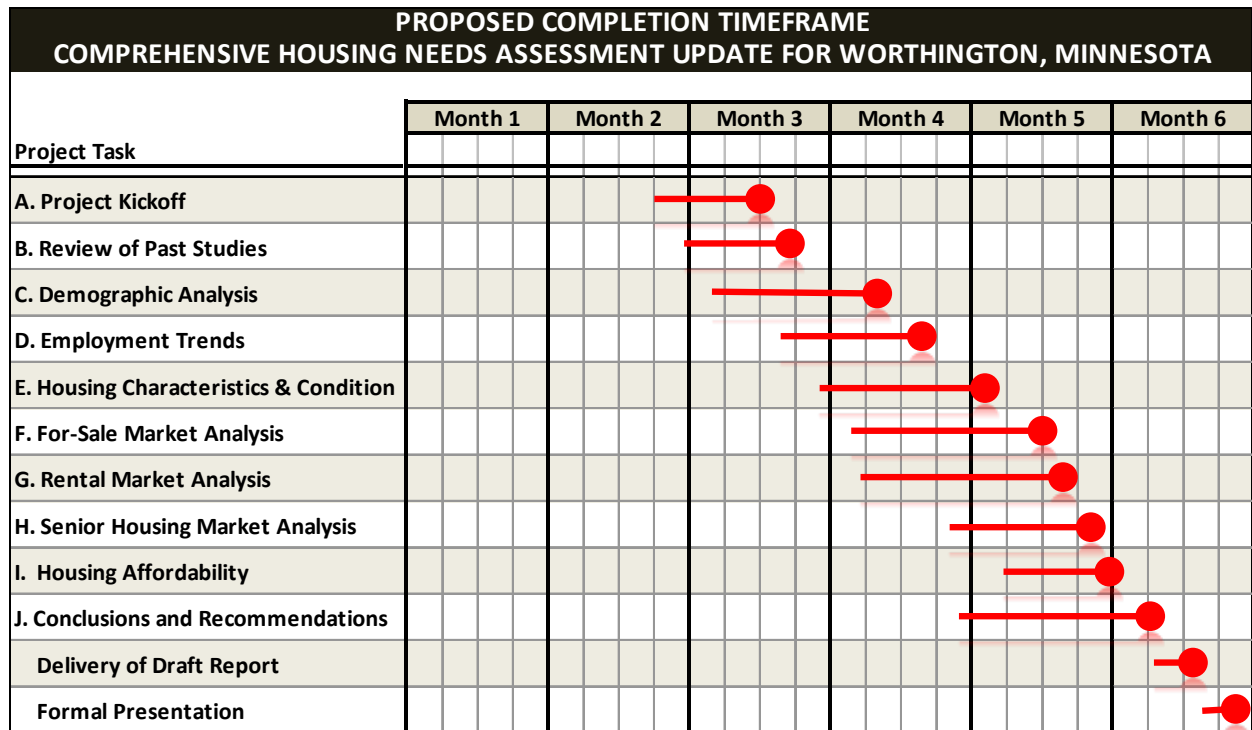 PROPOSED COMPLETION TIMEFRAME
COMPREHENSIVE HOUSING NEEDS ASSESSMENT UPDATE FOR WORTHINGTON, MINNESOTA
Month 1 Month 2 Month 3 Month 4 Month 5 Month 6
Project Task
A. Project Kickoff
B. Review of Past Studies
C. Demographic Analysis
D. Employment Trends
E. Housing Characteristics & Condition
F. For-Sale Market Analysis
G. Rental Market Analysis
H. Senior Housing Market Analysis
I. Housing Affordability
J. Conclusions and Recommendations
Delivery of Draft Report
Formal Presentation